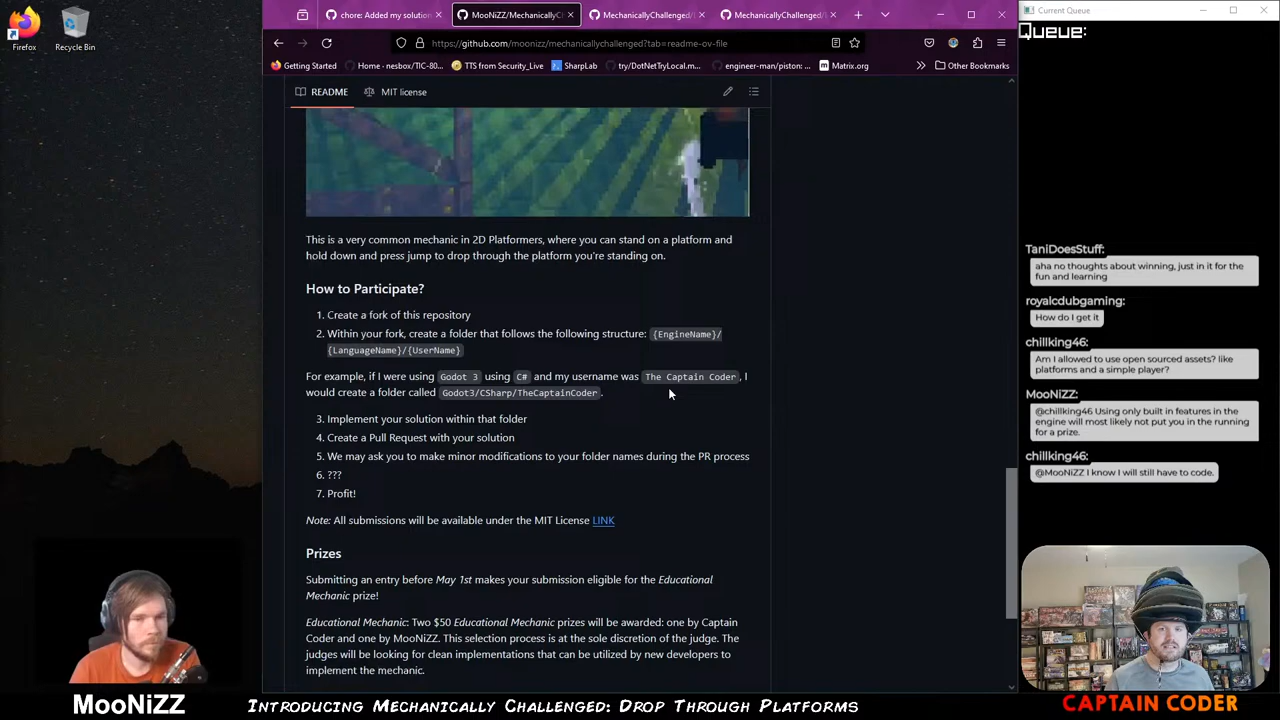 Firefox
Recycle Bin
chore: Added my solution
MooNiZZ/MechanicallyC
MechanicallyChallenged/
MechanicallyChallenged/
https://github.com/moonizz/mechanicallychallenged?tab=readme-ov-file
Getting Started
Home - nesbox/TIC-80...
TTS from Security_Live
SharpLab
try/DotNetTryLocal.m...
engineer-man/piston: ...
Matrix.org
Other Bookmarks
README
MIT license
This is a very common mechanic in 2D Platformers, where you can stand on a platform and
hold down and press jump to drop through the platform you're standing on.
How to Participate?
1. Create a fork of this repository
2. Within your fork, create a folder that follows the following structure: {EngineName}/
{LanguageName}/{UserName}
For example, if I were using Godot 3 using C# and my username was The Captain Coder, I
would create a folder called Godot3/CSharp/TheCaptainCoder.
3. Implement your solution within that folder
4. Create a Pull Request with your solution
5. We may ask you to make minor modifications to your folder names during the PR process
6. ???
7. Profit!
Note: All submissions will be available under the MIT License LINK
Prizes
Submitting an entry before May 1st makes your submission eligible for the Educational
Mechanic prize!
Educational Mechanic: Two $50 Educational Mechanic prizes will be awarded: one by Captain
Coder and one by MooNiZZ. This selection process is at the sole discretion of the judge. The
judges will be looking for clean implementations that can be utilized by new developers to
implement the mechanic.
Current Queue
Queue:
TaniDoesStuff:
aha no thoughts about winning, just in it for the
fun and learning
royalcdubgaming:
How do I get it
chillking46:
Am I allowed to use open sourced assets? like
platforms and a simple player?
MooNiZZ:
@chillking46 Using only built in features in the
engine will most likely not put you in the running
for a prize.
chillking46:
@MooNiZZ I know I will still have to code.
MooNiZZ
Introducing Mechanically Challenged: Drop Through Platforms
Captain Coder